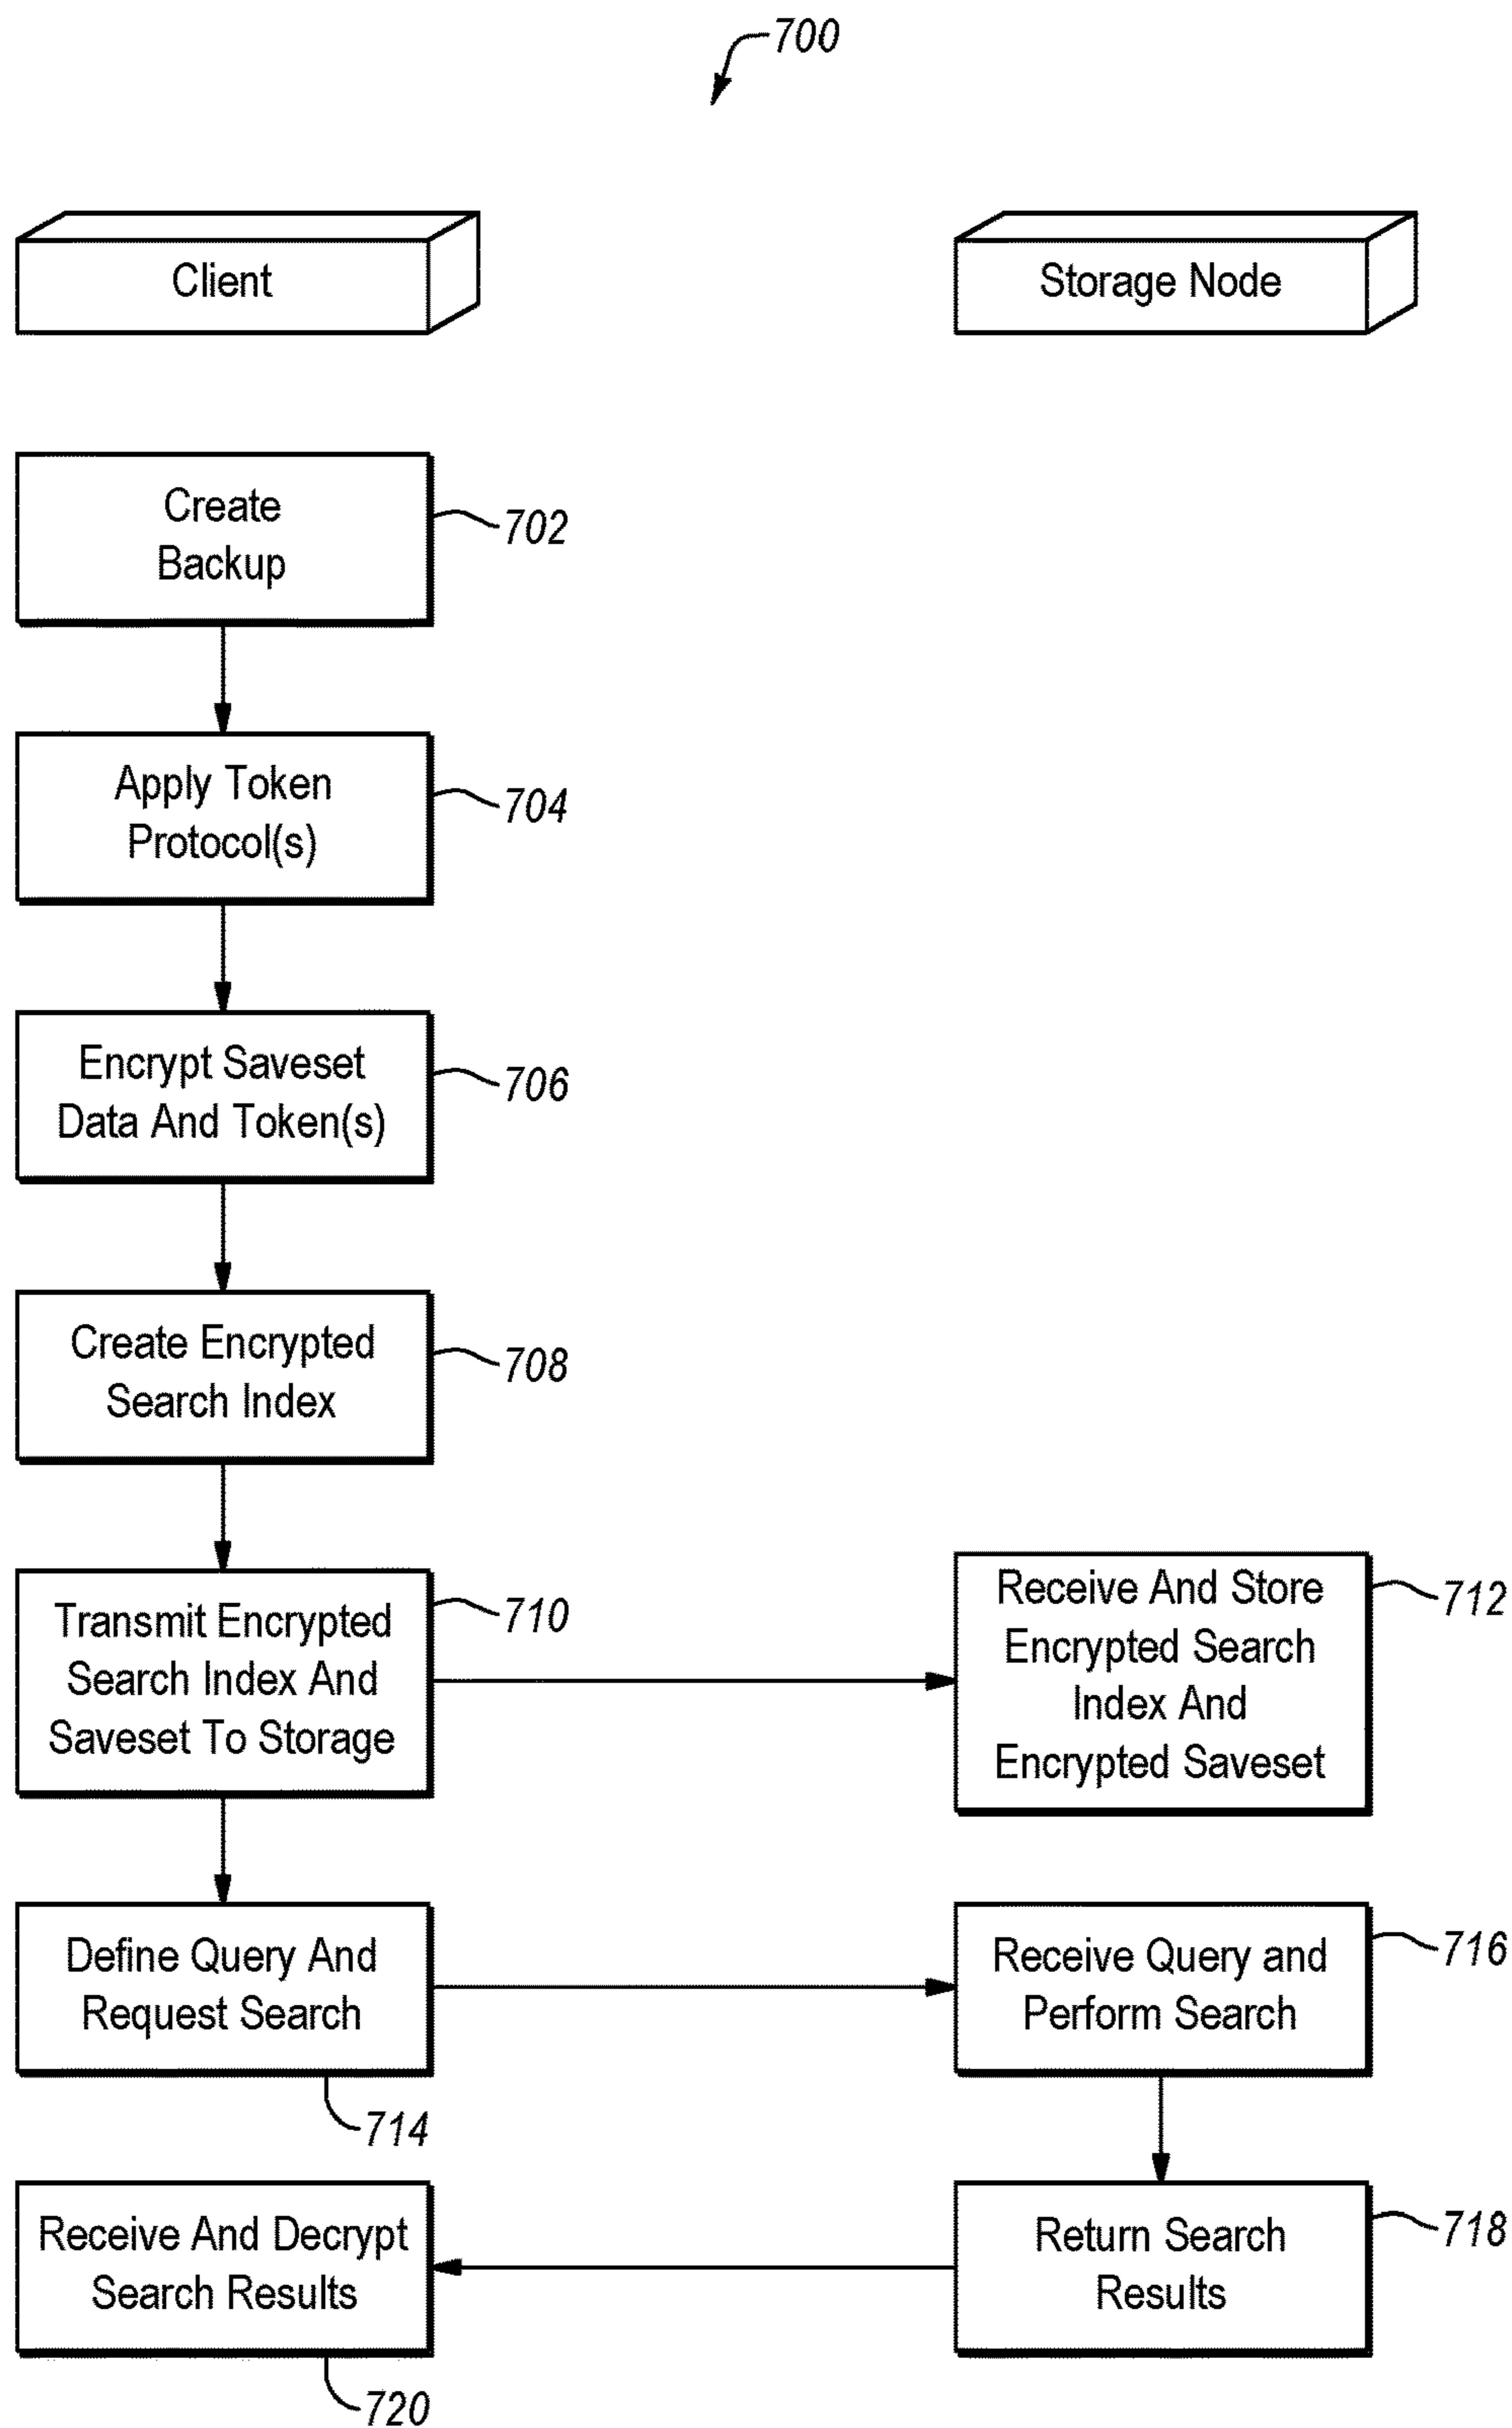 700
Client
Storage Node
Create
Backup
702
Apply Token
Protocol(s)
704
Encrypt Saveset
Data And Token(s)
706
Create Encrypted
Search Index
708
Transmit Encrypted
Search Index And
Saveset To Storage
710
Receive And Store
Encrypted Search
Index And
Encrypted Saveset
712
Define Query And
Request Search
714
Receive Query and
Perform Search
716
Return Search
Results
718
Receive And Decrypt
Search Results
720